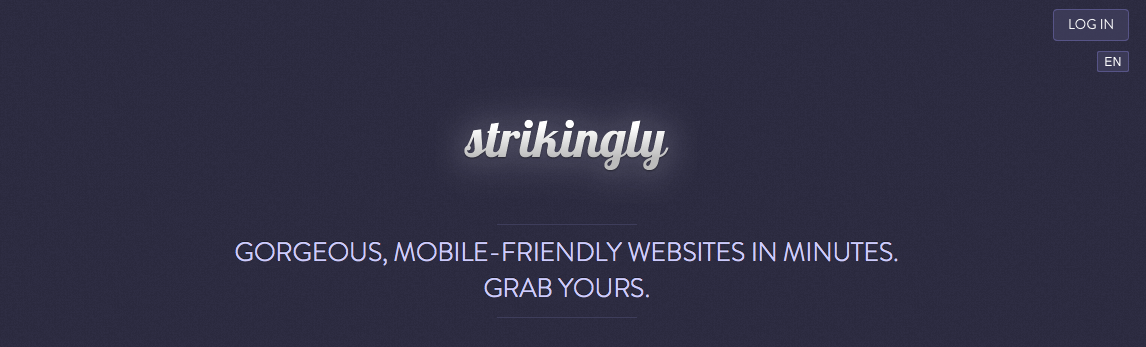 LOG IN
EN
strikingly
GORGEOUS, MOBILE-FRIENDLY WEBSITES IN MINUTES.
GRAB YOURS.